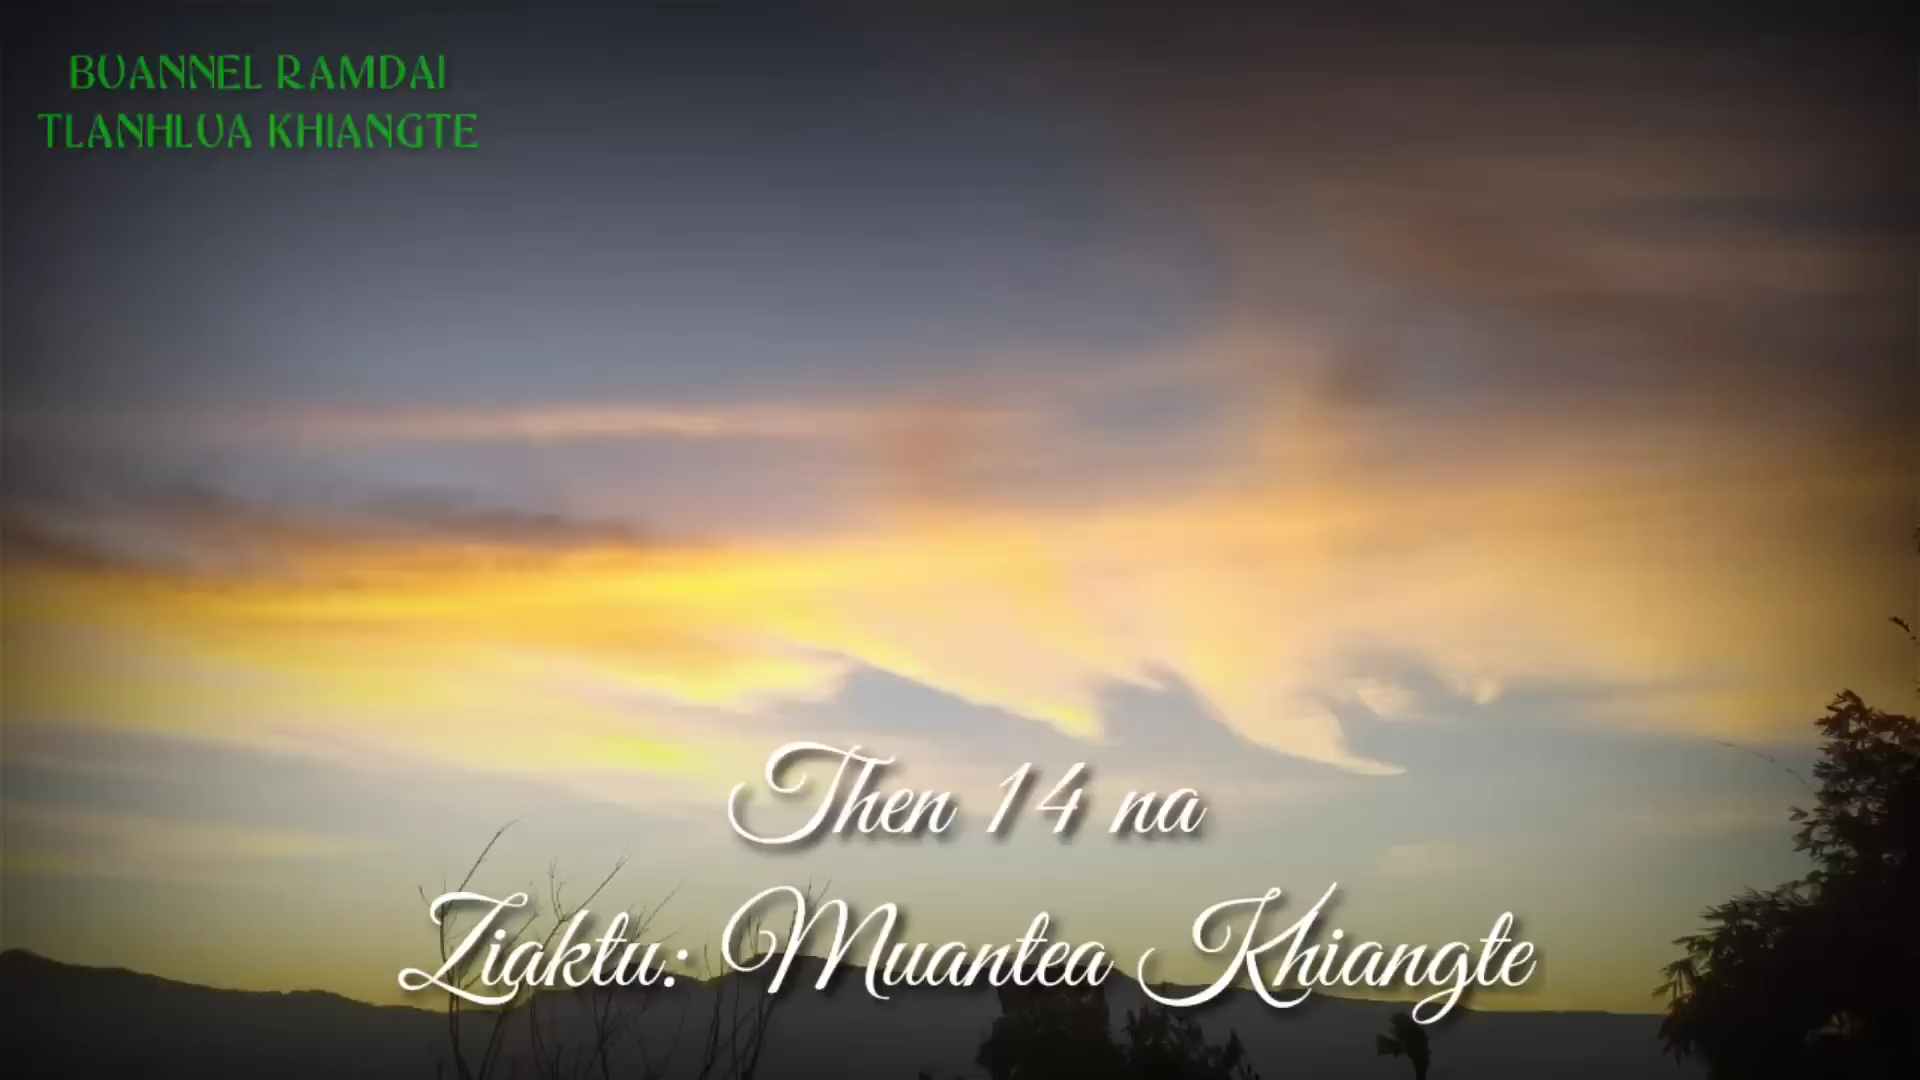 BUANNEL RAMDAI
TLANHLUA KHIANGTE
Then 14 na
Ziaktu: Muantea Khiangte